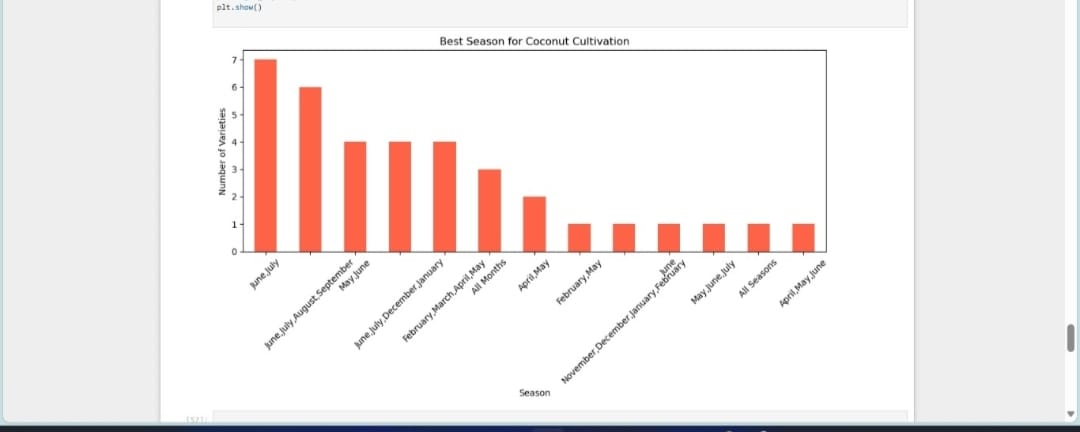 plt.show()
Best Season for Coconut Cultivation
Number of Varieties
7
6
5
4
3
2
1
0
June,July
June,July,August,September
May,June
June,July,December,January
February,March,April,May
All Months
April,May
February,May
November,December,January,February
June
May,June,July
All Seasons
April,May,June
Season
[52]: